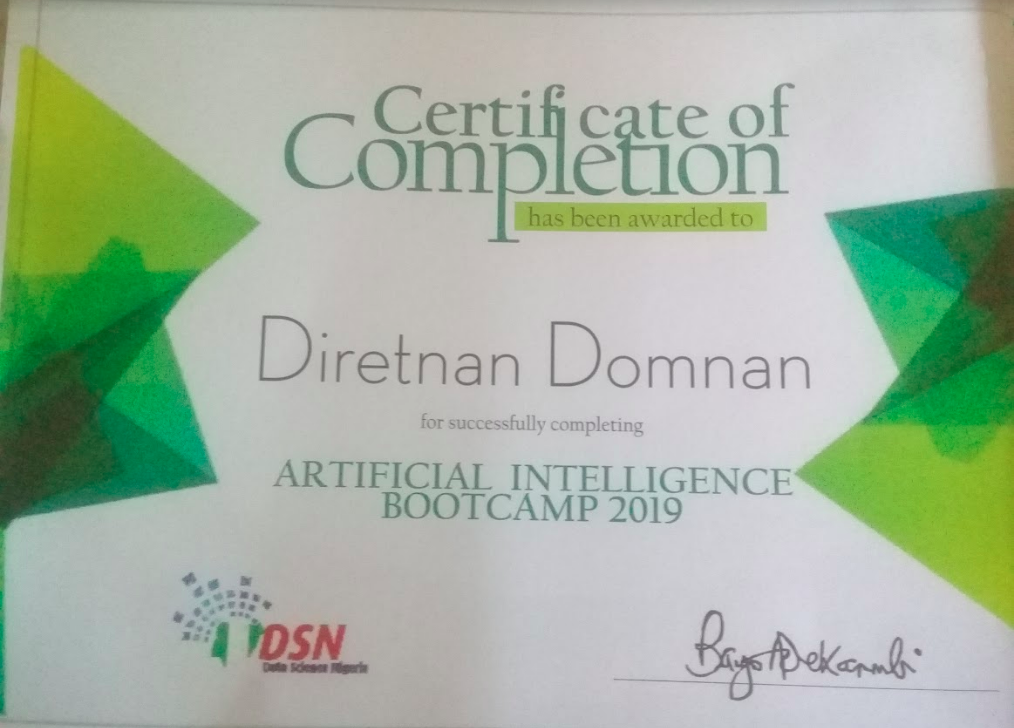 Certificate of
Completion
has been awarded to
Diretnan Domnan
for successfully completing
ARTIFICIAL INTELLIGENCE
BOOTCAMP 2019
DSN
Data Science Nigeria
Bayo Adekanmbi